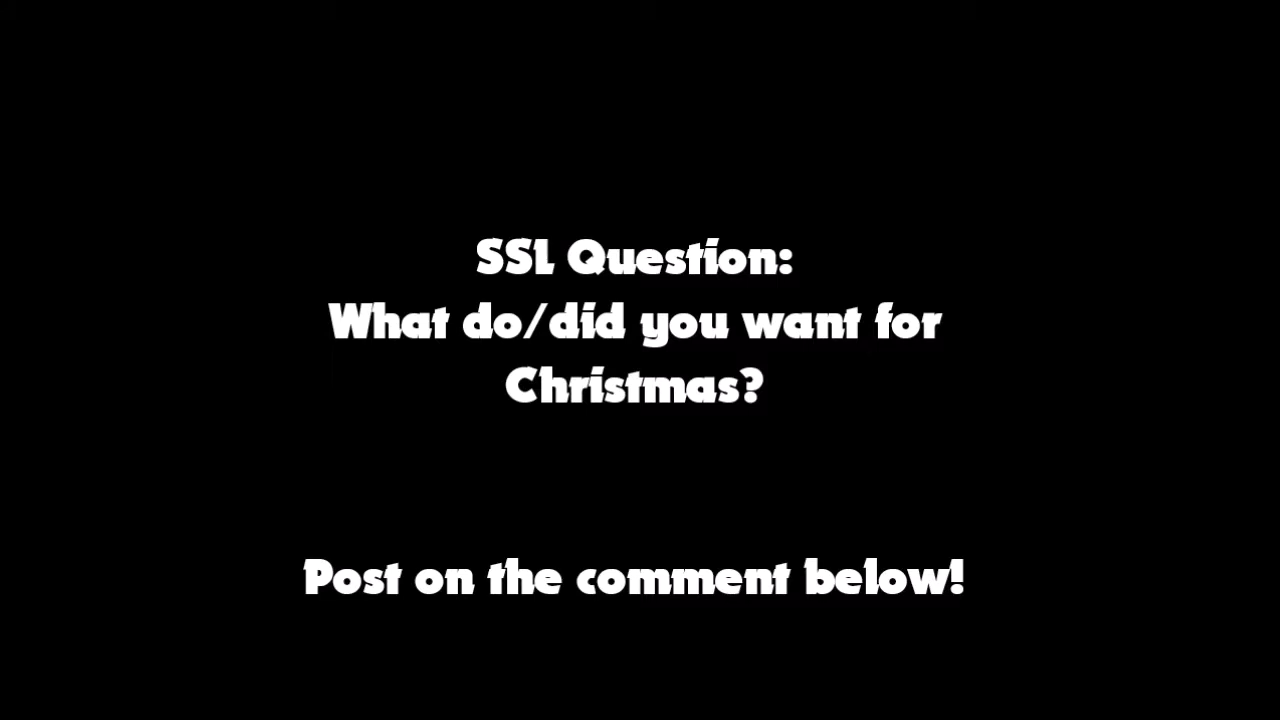 SSL Question:
What do/did you want for
Christmas?
Post on the comment below!